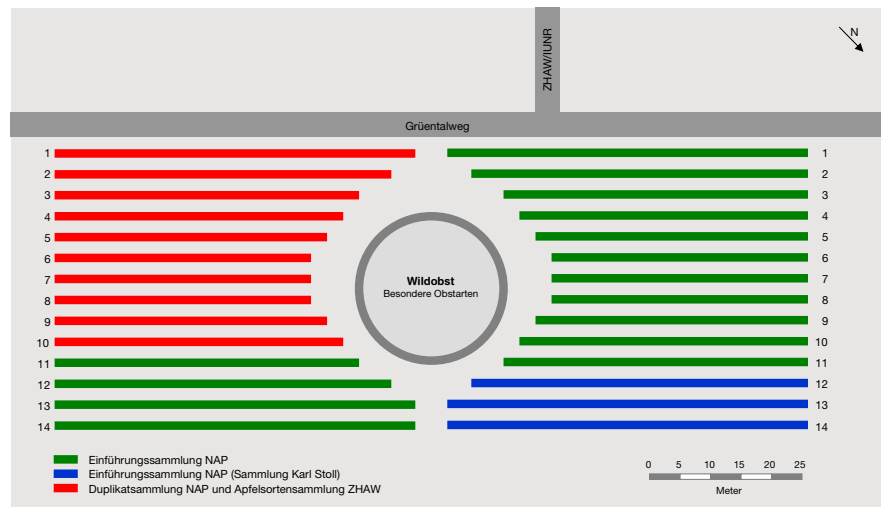 ZHAW/IUNR
N
Grüentalweg
1 1
2 2
3 3
4 4
5 5
6 6
7 7
8 8
9 9
10 10
11 11
12 12
13 13
14 14
Wildobst
Besondere Obstarten
Einführungssammlung NAP
Einführungssammlung NAP (Sammlung Karl Stoll)
Duplikatsammlung NAP und Apfelsortensammlung ZHAW
0 5 10 15 20 25
Meter